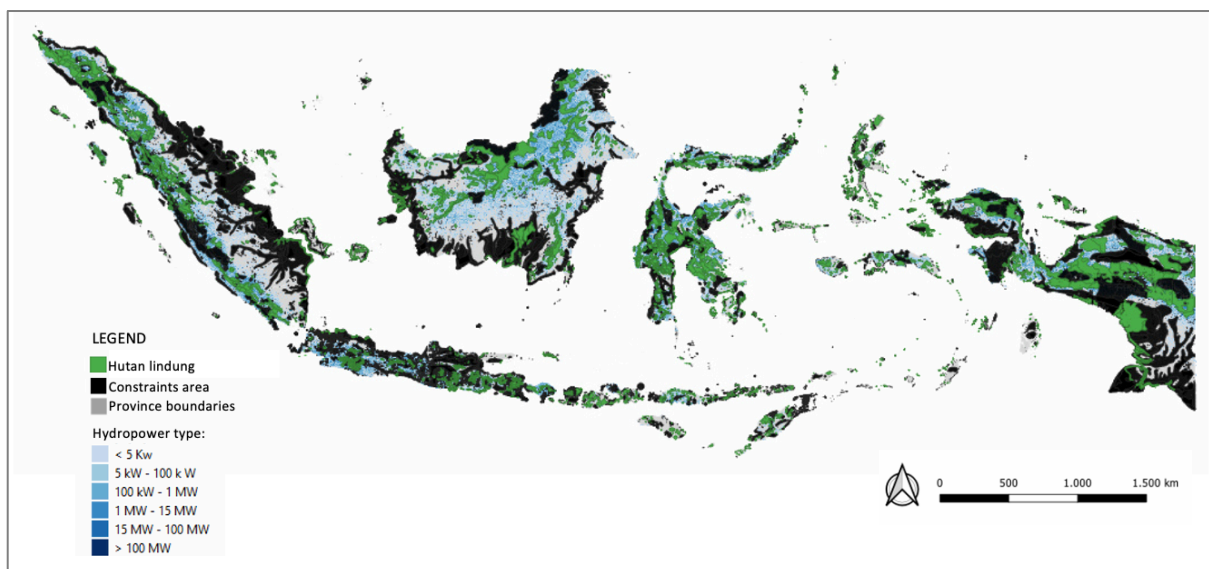 LEGEND
Hutan lindung
Constraints area
Province boundaries
Hydropower type:
< 5 Kw
5 kW - 100 k W
100 kW - 1 MW
1 MW - 15 MW
15 MW - 100 MW
> 100 MW
0 500 1.000 1.500 km